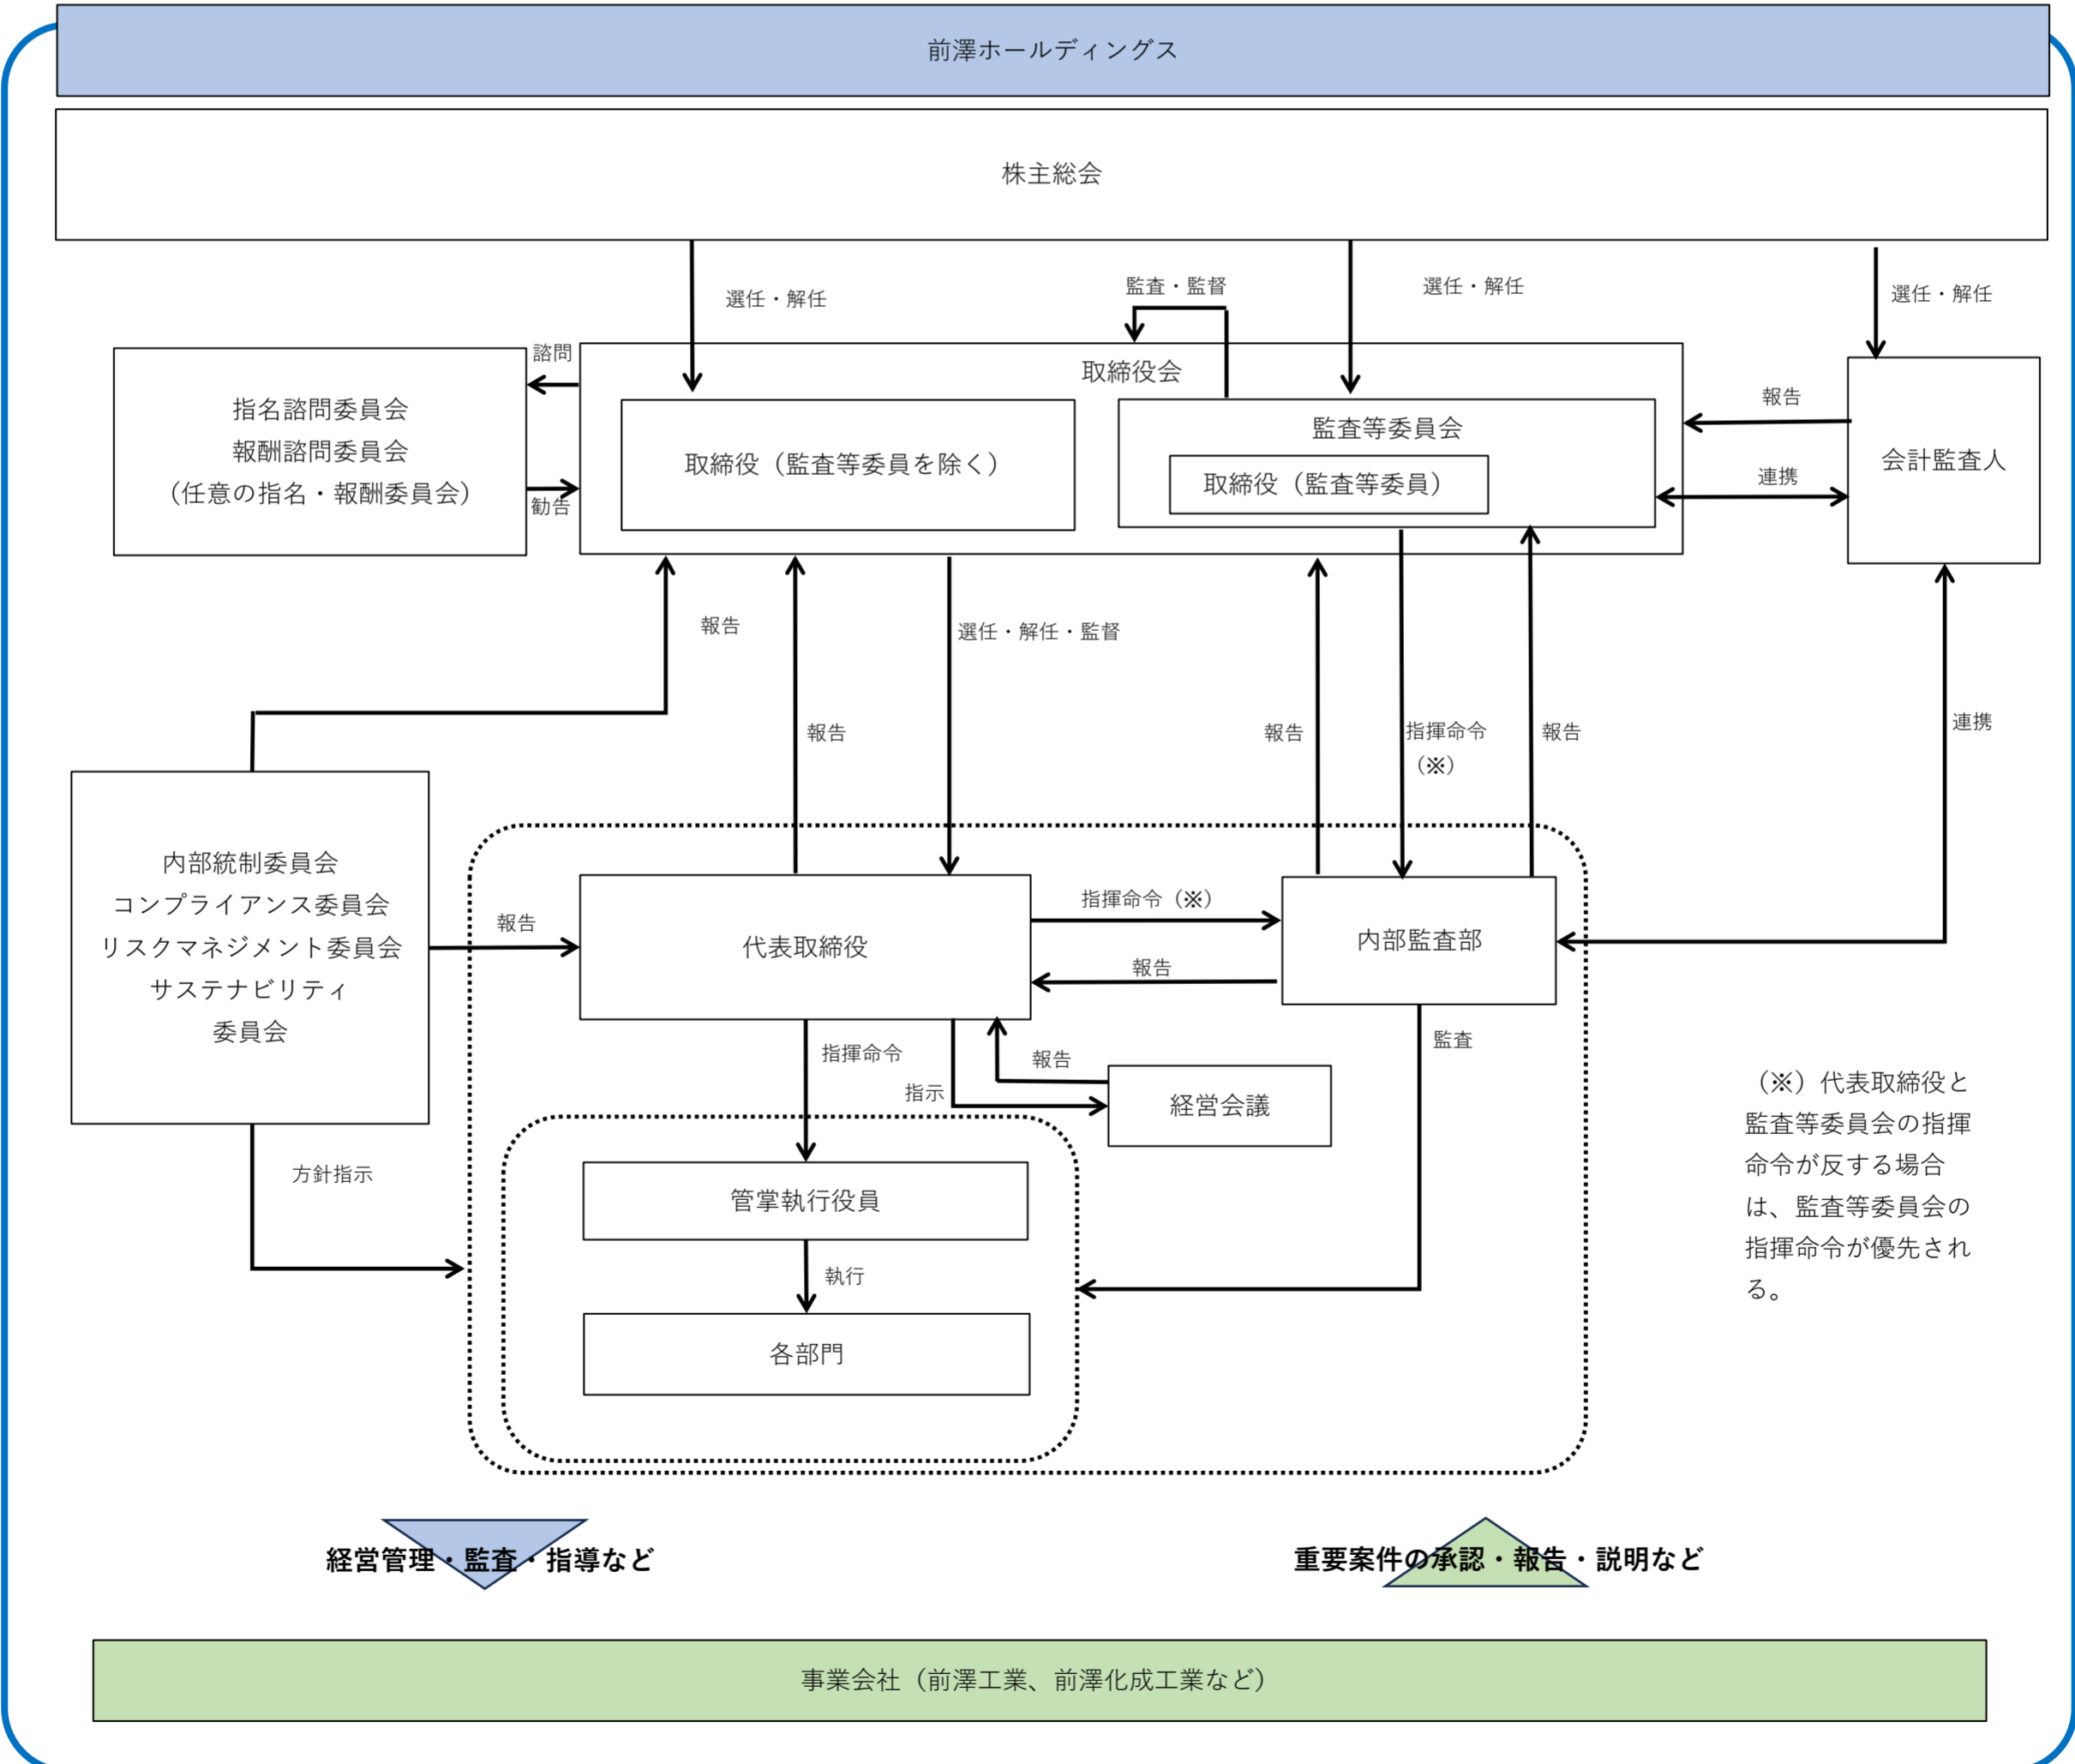 前澤ホールディングス
株主総会
選任・解任
監査・監督
選任・解任
選任・解任
諮問
勧告
指名諮問委員会
報酬諮問委員会
（任意の指名・報酬委員会）
取締役会
取締役（監査等委員を除く）
監査等委員会
取締役（監査等委員）
報告
連携
会計監査人
報告
選任・解任・監督
報告
報告
指揮命令
（※）
報告
連携
内部統制委員会
コンプライアンス委員会
リスクマネジメント委員会
サステナビリティ
委員会
報告
代表取締役
指揮命令（※）
報告
内部監査部
指揮命令
指示
報告
経営会議
監査
方針指示
管掌執行役員
執行
各部門
（※）代表取締役と
監査等委員会の指揮
命令が反する場合
は、監査等委員会の
指揮命令が優先され
る。
経営管理・監査・指導など
重要案件の承認・報告・説明など
事業会社（前澤工業、前澤化成工業など）